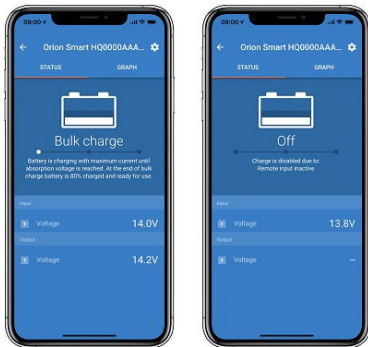 09:00
Orion Smart HQ0000AAA...
STATUS
GRAPH
Bulk charge
Battery is charging with maximum current until
absorption voltage is reached. At the end of bulk
charge battery is 80% charged and ready for use.
Input
Voltage
14.0V
Output
Voltage
14.2V
09:00
Orion Smart HQ0000AAA...
STATUS
GRAPH
Off
Charge is disabled due to:
Remote input inactive
Input
Voltage
13.8V
Output
Voltage
--